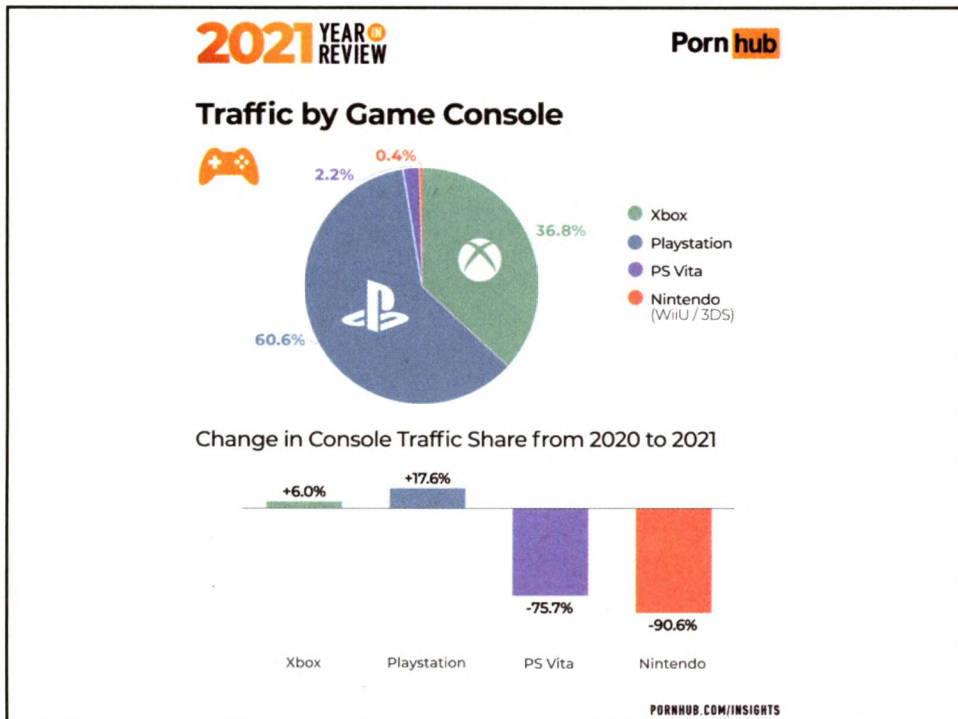 2021 YEAR IN REVIEW
Pornhub
Traffic by Game Console
0.4%
2.2%
36.8%
60.6%
Xbox
Playstation
PS Vita
Nintendo
(WiiU / 3DS)
Change in Console Traffic Share from 2020 to 2021
+6.0%
+17.6%
-75.7%
-90.6%
Xbox Playstation PS Vita Nintendo
PORNHUB.COM/INSIGHTS